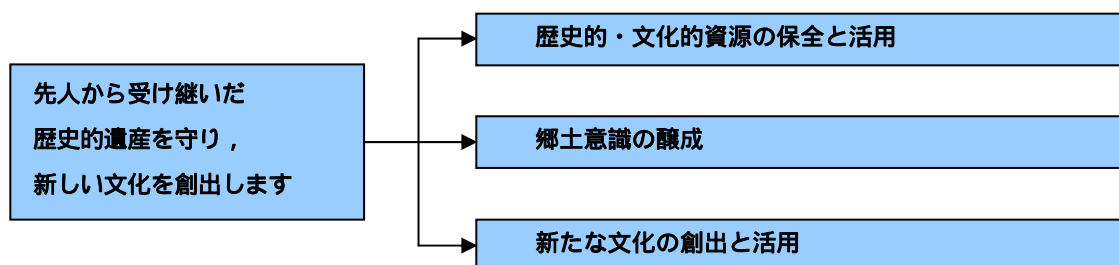 先人から受け継いだ
歴史的遺産を守り，
新しい文化を創出します
歴史的・文化的資源の保全と活用
郷土意識の醸成
新たな文化の創出と活用